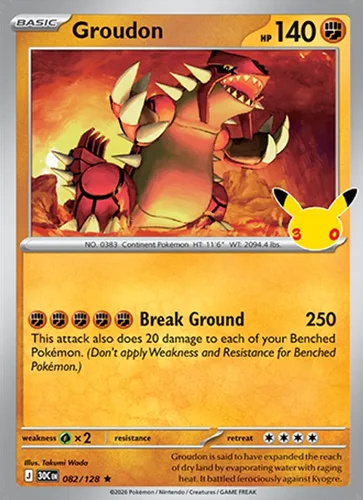 BASIC
Groudon
HP 140
30
NO. 0383 Continent Pokémon HT: 11'6" WT: 2094.4 lbs.
Break Ground 250
This attack also does 20 damage to each of your Benched
Pokémon. (Don't apply Weakness and Resistance for Benched
Pokémon.)
weakness ×2 resistance retreat
Illus. Takumi Wada
J 30C EN 082/128 ★
Groudon is said to have expanded the reach of
dry land by evaporating water with raging
heat. It battled ferociously against Kyogre.
©2026 Pokémon / Nintendo / Creatures / GAME FREAK